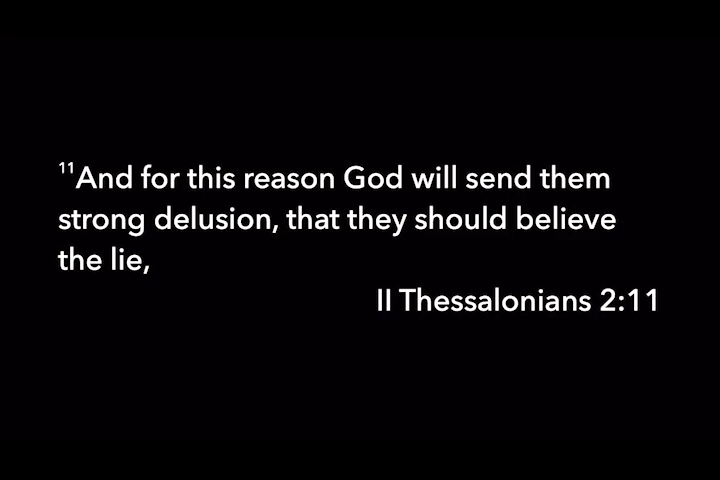 ¹¹And for this reason God will send them
strong delusion, that they should believe
the lie,
II Thessalonians 2:11